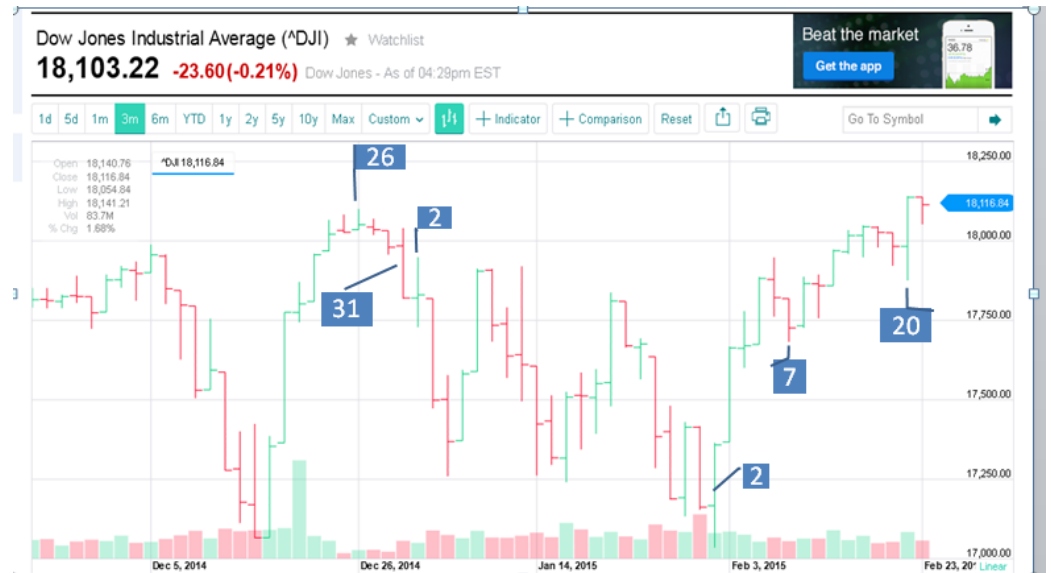 Dow Jones Industrial Average (^DJI) ★ Watchlist
18,103.22 -23.60(-0.21%) Dow Jones - As of 04:29pm EST
Beat the market
Get the app
36.78
1d 5d 1m 3m 6m YTD 1y 2y 5y 10y Max Custom Indicator Comparison Reset Go To Symbol
Open 18,140.76
Close 18,116.84
Low 18,054.84
High 18,141.21
Vol 83.7M
% Chg 1.68%
^DJI 18,116.84
26
2
31
20
7
2
18,250.00
18,116.84
18,000.00
17,750.00
17,500.00
17,250.00
17,000.00
Dec 5, 2014 Dec 26, 2014 Jan 14, 2015 Feb 3, 2015 Feb 23, 20 Linear